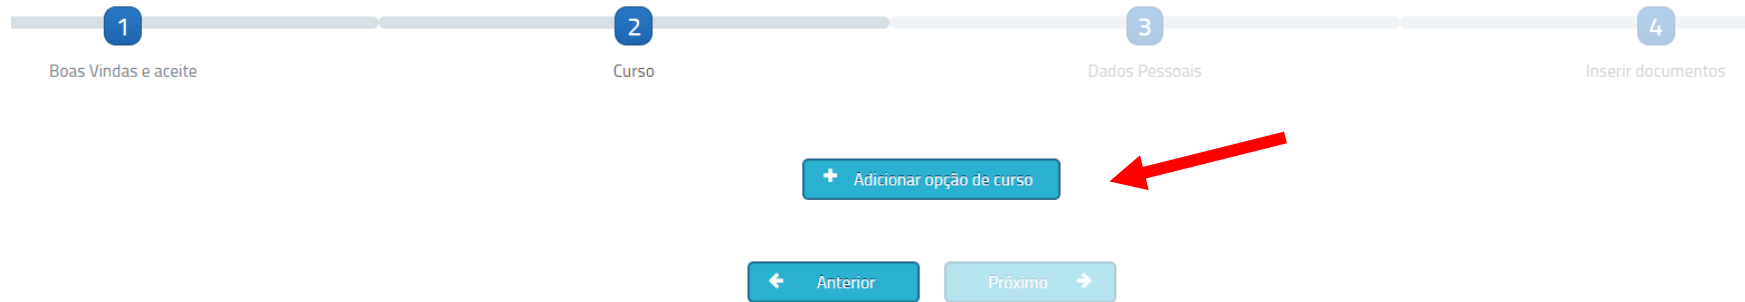 1 2 3 4
Boas Vindas e aceite Curso Dados Pessoais Inserir documentos
Adicionar opção de curso
Anterior Próximo